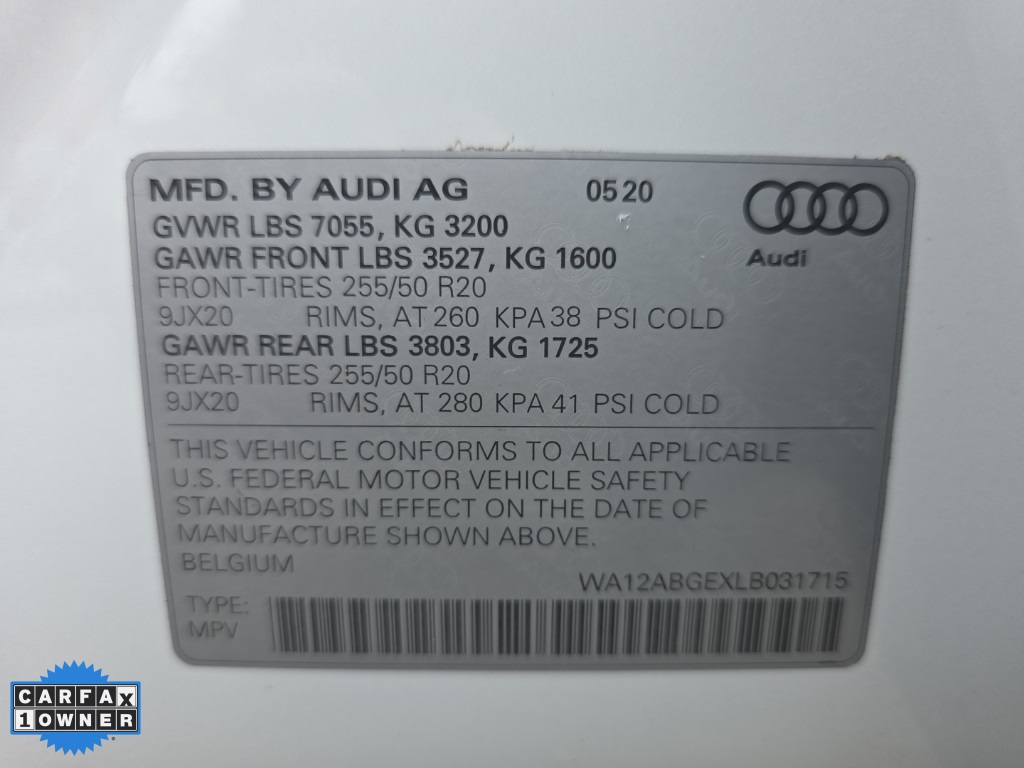 MFD. BY AUDI AG 0520
GVWR LBS 7055, KG 3200
GAWR FRONT LBS 3527, KG 1600
Audi
FRONT-TIRES 255/50 R20
9JX20 RIMS, AT 260 KPA 38 PSI COLD
GAWR REAR LBS 3803, KG 1725
REAR-TIRES 255/50 R20
9JX20 RIMS, AT 280 KPA 41 PSI COLD
THIS VEHICLE CONFORMS TO ALL APPLICABLE
U.S. FEDERAL MOTOR VEHICLE SAFETY
STANDARDS IN EFFECT ON THE DATE OF
MANUFACTURE SHOWN ABOVE.
BELGIUM
WA12ABGEXLB031715
TYPE:
MPV
CARFAX
1 OWNER